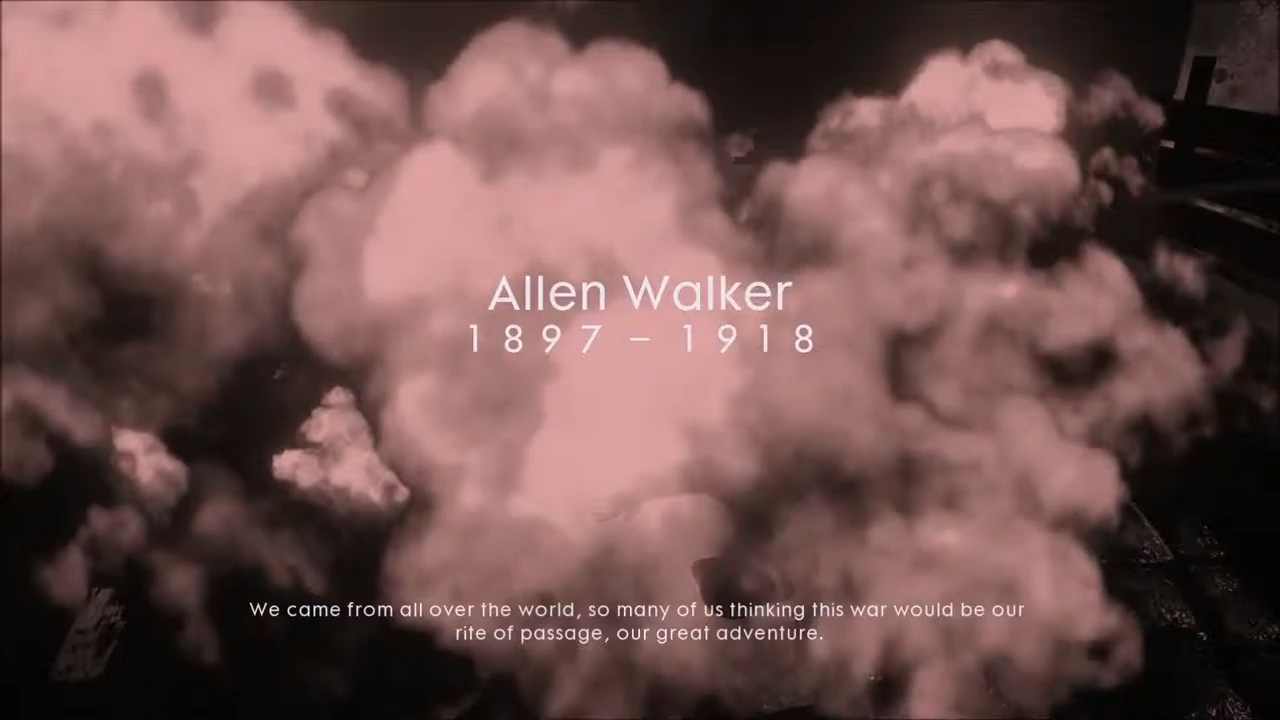 Allen Walker
1897 – 1918
We came from all over the world, so many of us thinking this war would be our
rite of passage, our great adventure.